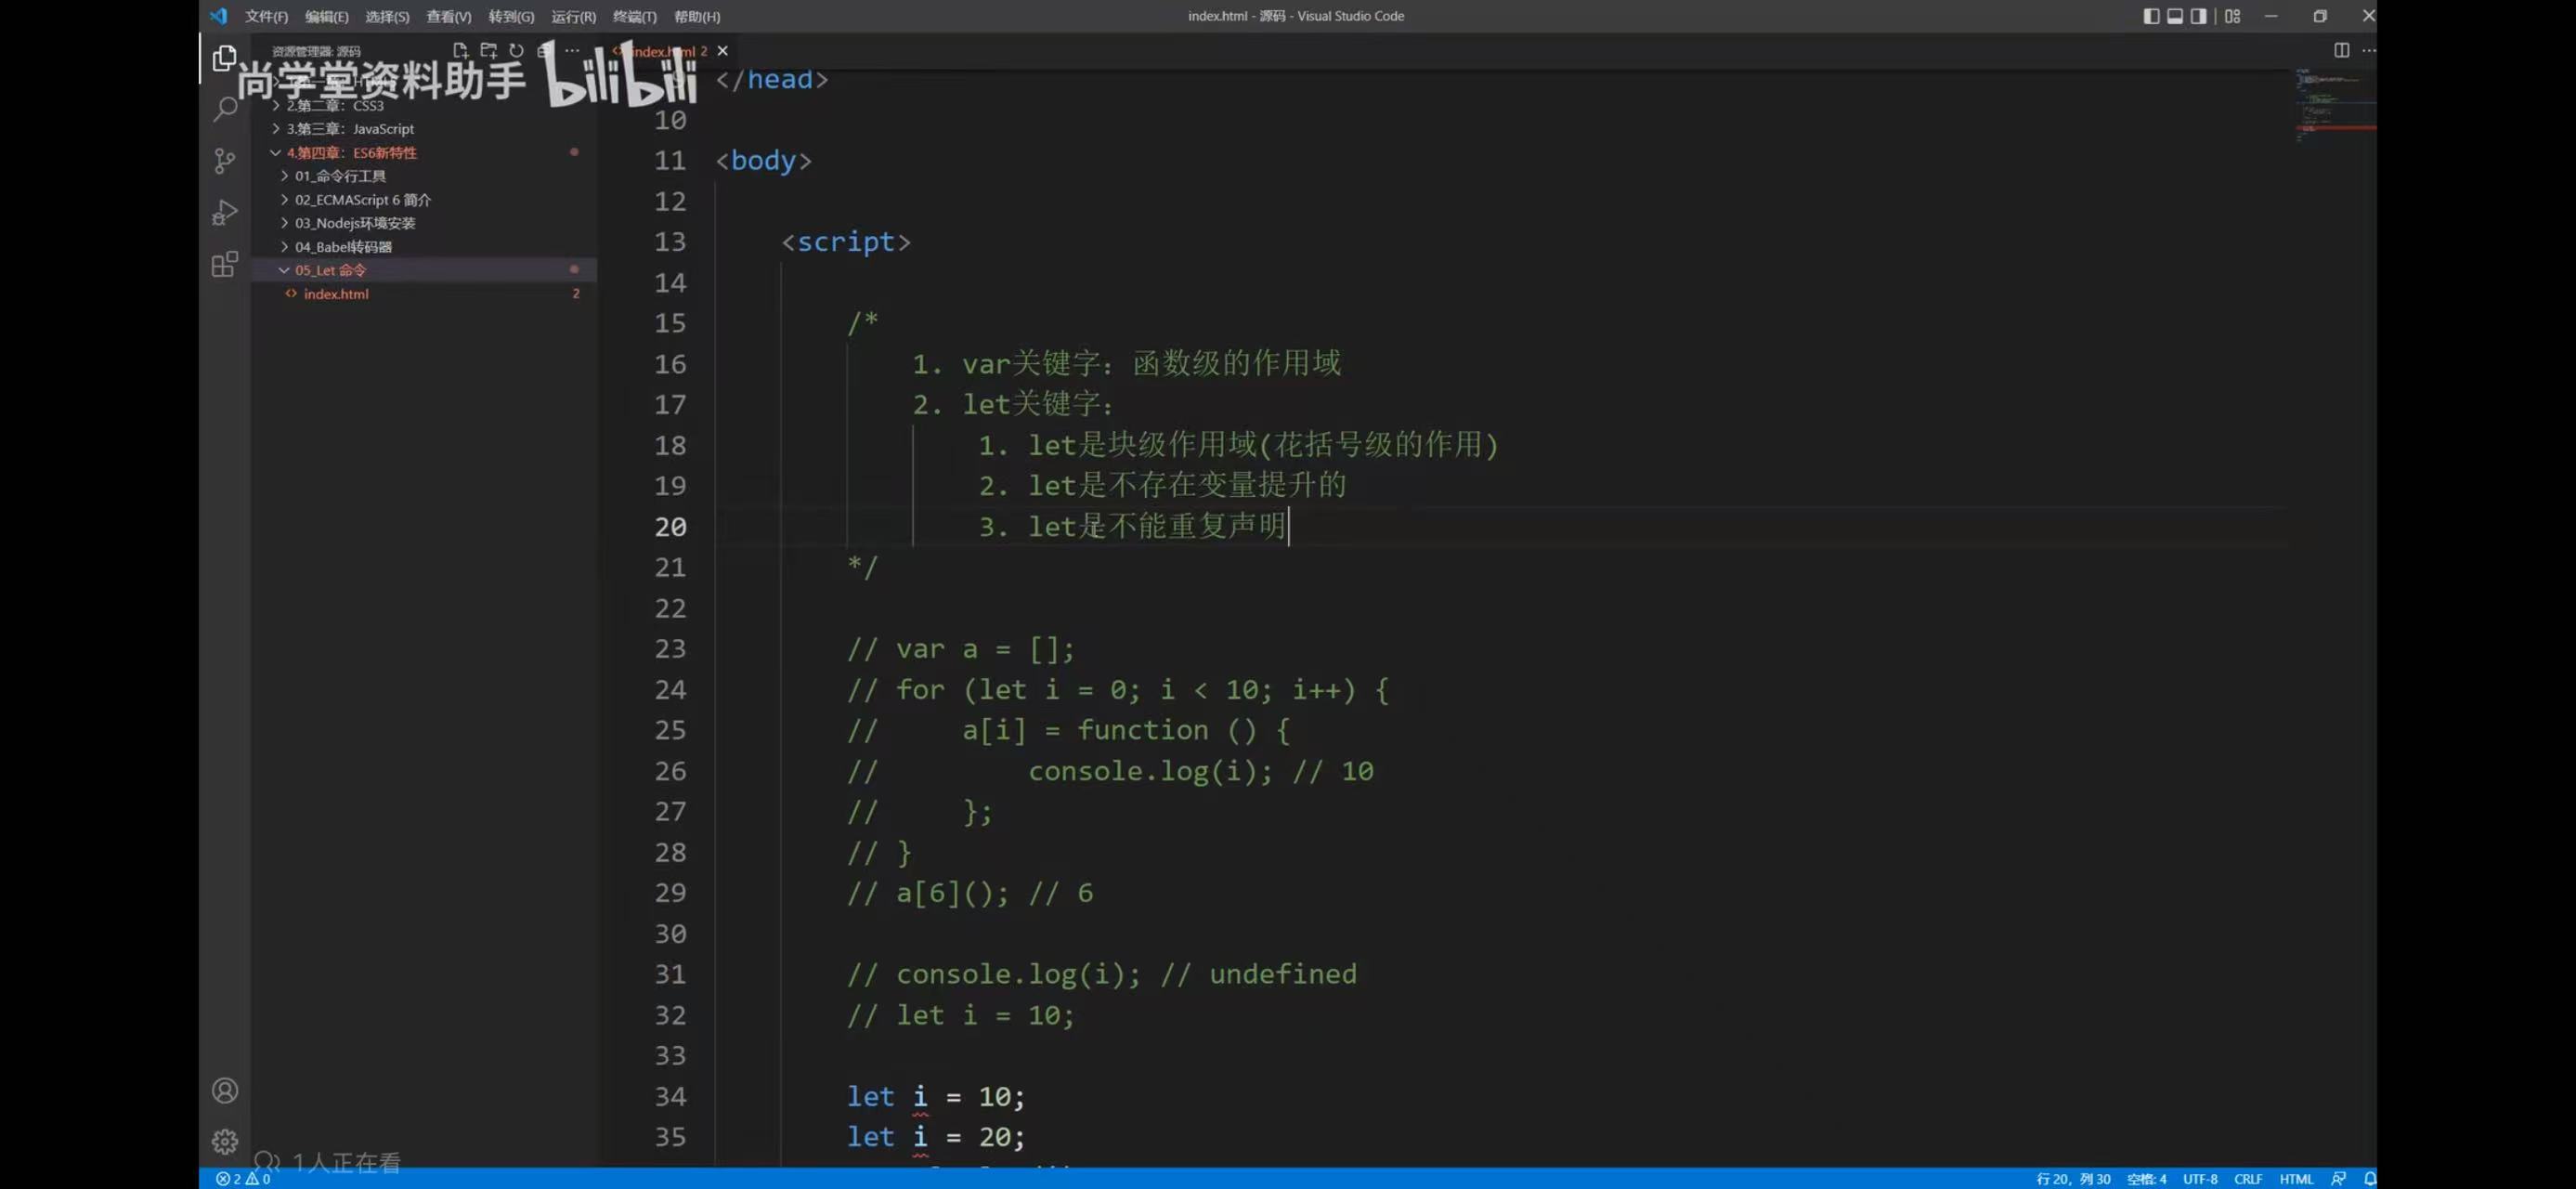 文件(F) 编辑(E) 选择(S) 查看(V) 转到(G) 运行(R) 终端(T) 帮助(H)
index.html - 源码 - Visual Studio Code
资源管理器: 源码
index.html 2
尚学堂资料助手 bilibili
2.第二章：CSS3
3.第三章：JavaScript
4.第四章：ES6新特性
01_命令行工具
02_ECMAScript 6 简介
03_Nodejs环境安装
04_Babel转码器
05_Let 命令
index.html 2
</head>
10
11 <body>
12
13 <script>
14
15 /*
16 1. var关键字：函数级的作用域
17 2. let关键字：
18 1. let是块级作用域(花括号级的作用)
19 2. let是不存在变量提升的
20 3. let是不能重复声明
21 */
22
23 // var a = [];
24 // for (let i = 0; i < 10; i++) {
25 // a[i] = function () {
26 // console.log(i); // 10
27 // };
28 // }
29 // a[6](); // 6
30
31 // console.log(i); // undefined
32 // let i = 10;
33
34 let i = 10;
35 let i = 20;
1人正在看
2 0
行 20，列 30 空格: 4 UTF-8 CRLF HTML